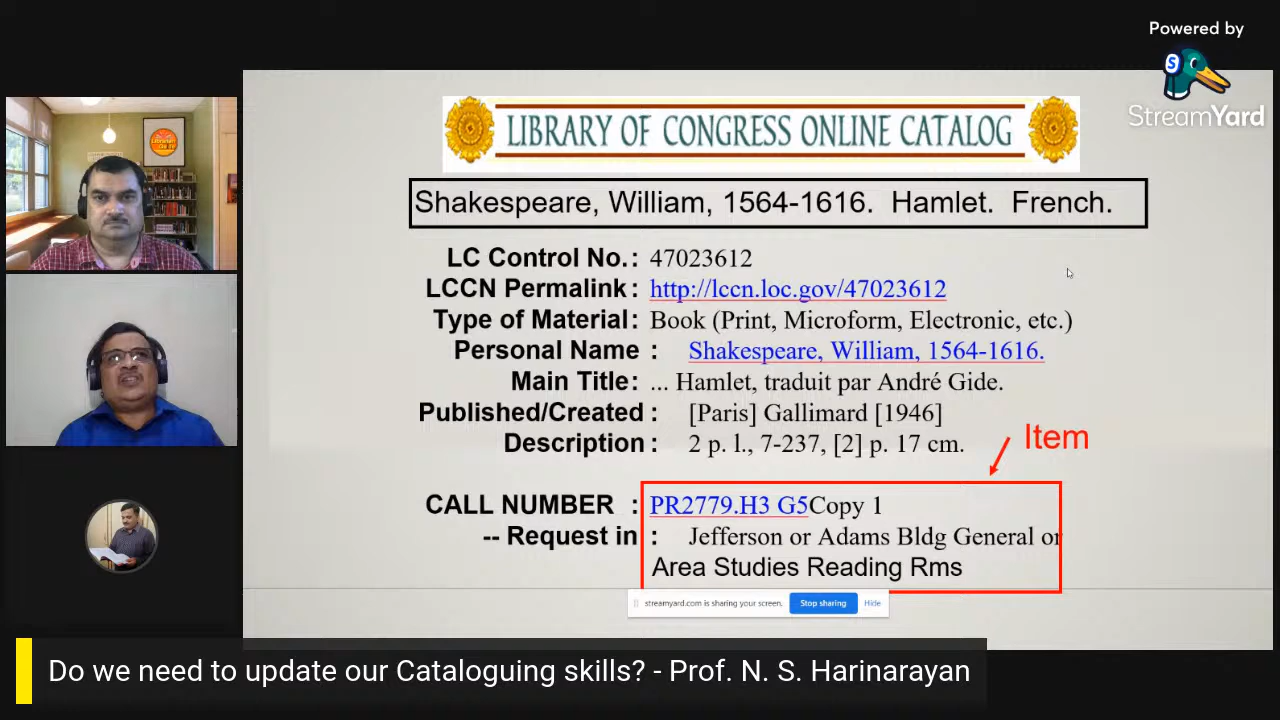 Powered by
StreamYard
LIBRARY OF CONGRESS ONLINE CATALOG
Shakespeare, William, 1564-1616. Hamlet. French.
LC Control No.: 47023612
LCCN Permalink: http://lccn.loc.gov/47023612
Type of Material: Book (Print, Microform, Electronic, etc.)
Personal Name : Shakespeare, William, 1564-1616.
Main Title: ... Hamlet, traduit par André Gide.
Published/Created : [Paris] Gallimard [1946]
Description : 2 p. l., 7-237, [2] p. 17 cm.
Item
CALL NUMBER : PR2779.H3 G5Copy 1
-- Request in : Jefferson or Adams Bldg General or
Area Studies Reading Rms
streamyard.com is sharing your screen. Stop sharing Hide
Do we need to update our Cataloguing skills? - Prof. N. S. Harinarayan